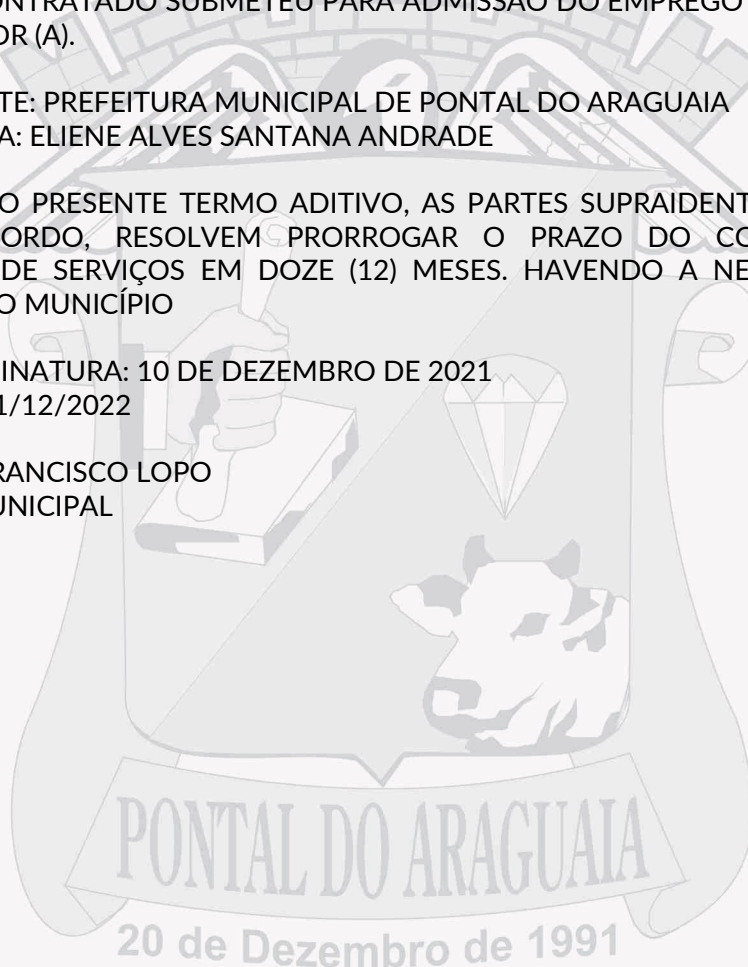 ONTRATADO SUBMETEU PARA ADMISSÃO DO EMPREGO
OR (A).
TE: PREFEITURA MUNICIPAL DE PONTAL DO ARAGUAIA
A: ELIENE ALVES SANTANA ANDRADE
O PRESENTE TERMO ADITIVO, AS PARTES SUPRAIDENT
ORDO, RESOLVEM PRORROGAR O PRAZO DO CO
DE SERVIÇOS EM DOZE (12) MESES. HAVENDO A NE
O MUNICÍPIO
INATURA: 10 DE DEZEMBRO DE 2021
1/12/2022
RANCISCO LOPO
UNICIPAL
PONTAL DO ARAGUAIA
20 de Dezembro de 1991